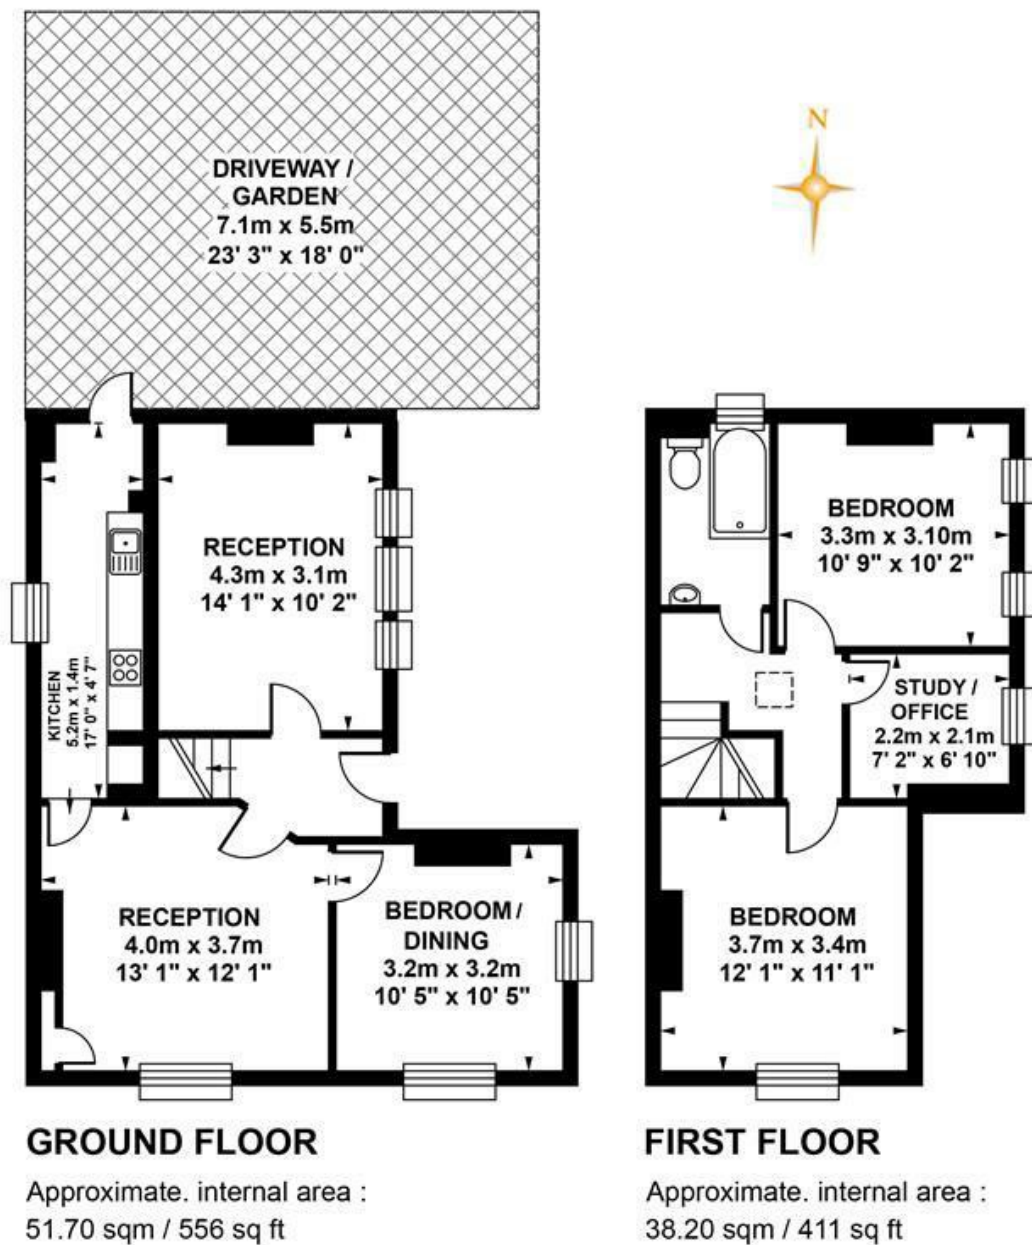 DRIVEWAY /
GARDEN
7.1m x 5.5m
23' 3" x 18' 0"
N
RECEPTION
4.3m x 3.1m
14' 1" x 10' 2"
KITCHEN
5.2m x 1.4m
17' 0" x 4' 7"
RECEPTION
4.0m x 3.7m
13' 1" x 12' 1"
BEDROOM /
DINING
3.2m x 3.2m
10' 5" x 10' 5"
BEDROOM
3.3m x 3.10m
10' 9" x 10' 2"
STUDY /
OFFICE
2.2m x 2.1m
7' 2" x 6' 10"
BEDROOM
3.7m x 3.4m
12' 1" x 11' 1"
GROUND FLOOR
Approximate. internal area :
51.70 sqm / 556 sq ft
FIRST FLOOR
Approximate. internal area :
38.20 sqm / 411 sq ft